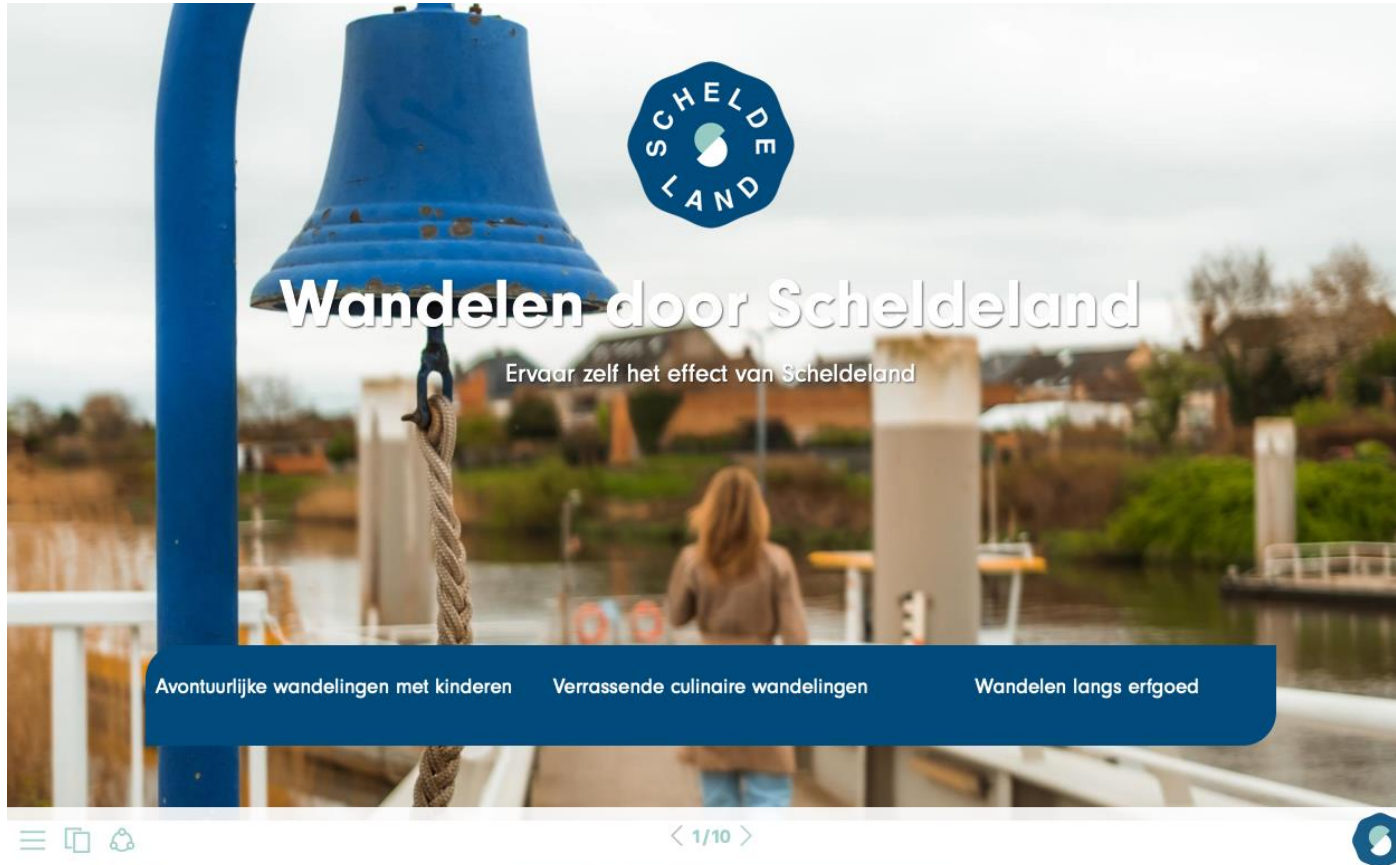 SCHELDE
LAND
Wandelen door Scheldeland
Ervaar zelf het effect van Scheldeland
Avontuurlijke wandelingen met kinderen
Verrassende culinaire wandelingen
Wandelen langs erfgoed
1/10